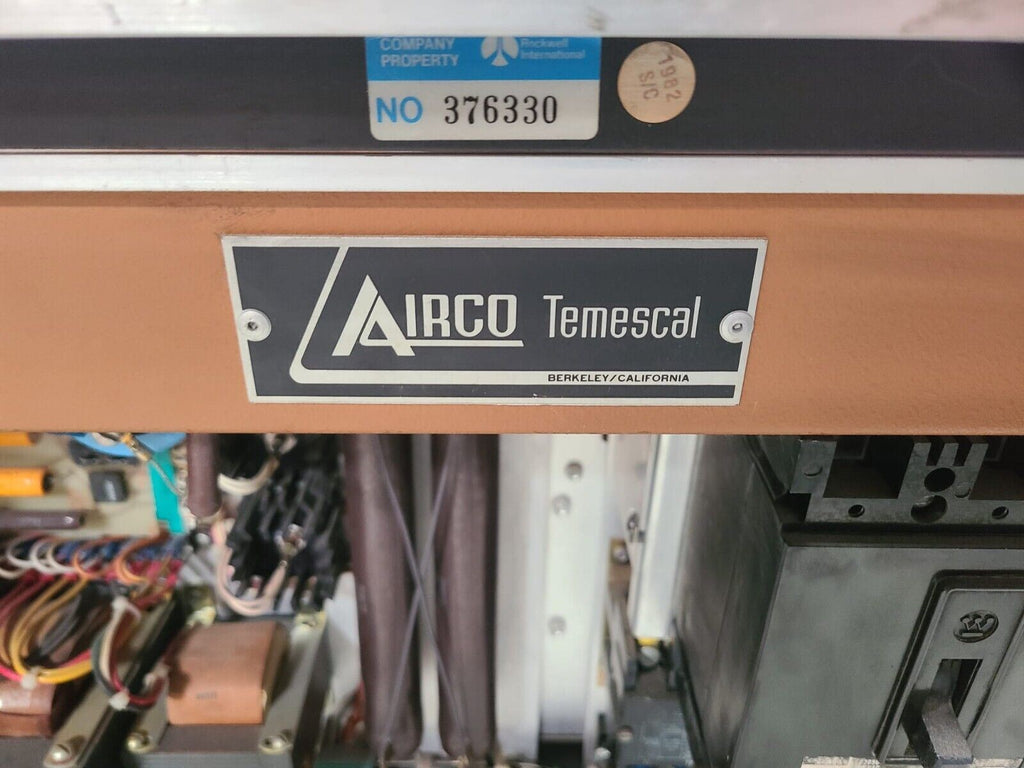 COMPANY
PROPERTY
Rockwell
International
NO 376330
1982
S/C
AIRCO Temescal
BERKELEY/CALIFORNIA
W